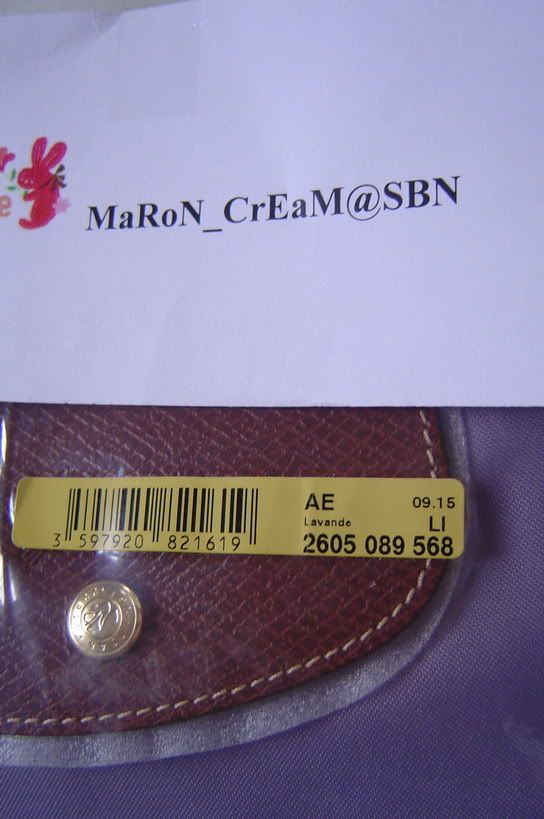 e
MaRoN_CrEaM@SBN
AE 09.15
Lavande LI
3 597920 821619 2605 089 568